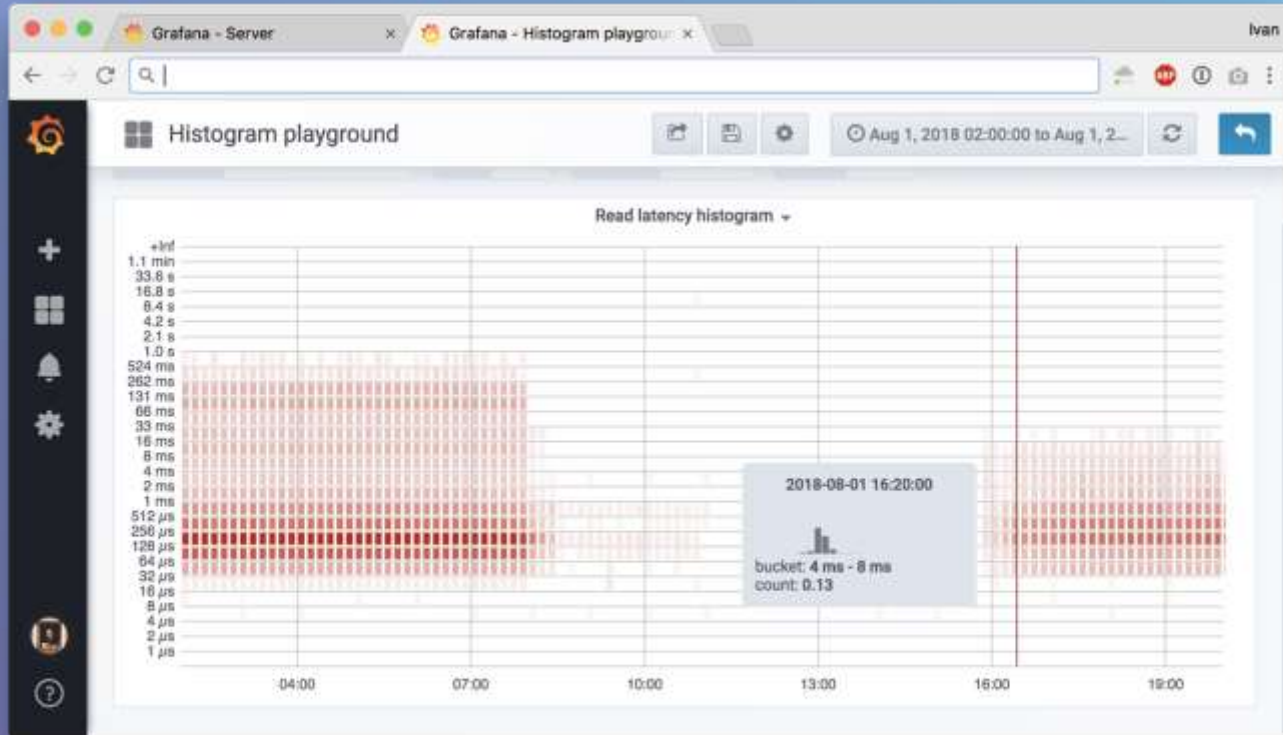 Grafana - Server
Grafana - Histogram playgrou
Ivan
ABP
Histogram playground
Aug 1, 2018 02:00:00 to Aug 1, 2...
Read latency histogram
+Inf
1.1 min
33.8 s
16.8 s
8.4 s
4.2 s
2.1 s
1.0 s
524 ms
262 ms
131 ms
66 ms
33 ms
16 ms
8 ms
4 ms
2 ms
1 ms
512 µs
256 µs
128 µs
64 µs
32 µs
16 µs
8 µs
4 µs
2 µs
1 µs
2018-08-01 16:20:00
bucket: 4 ms - 8 ms
count: 0.13
04:00
07:00
10:00
13:00
16:00
19:00